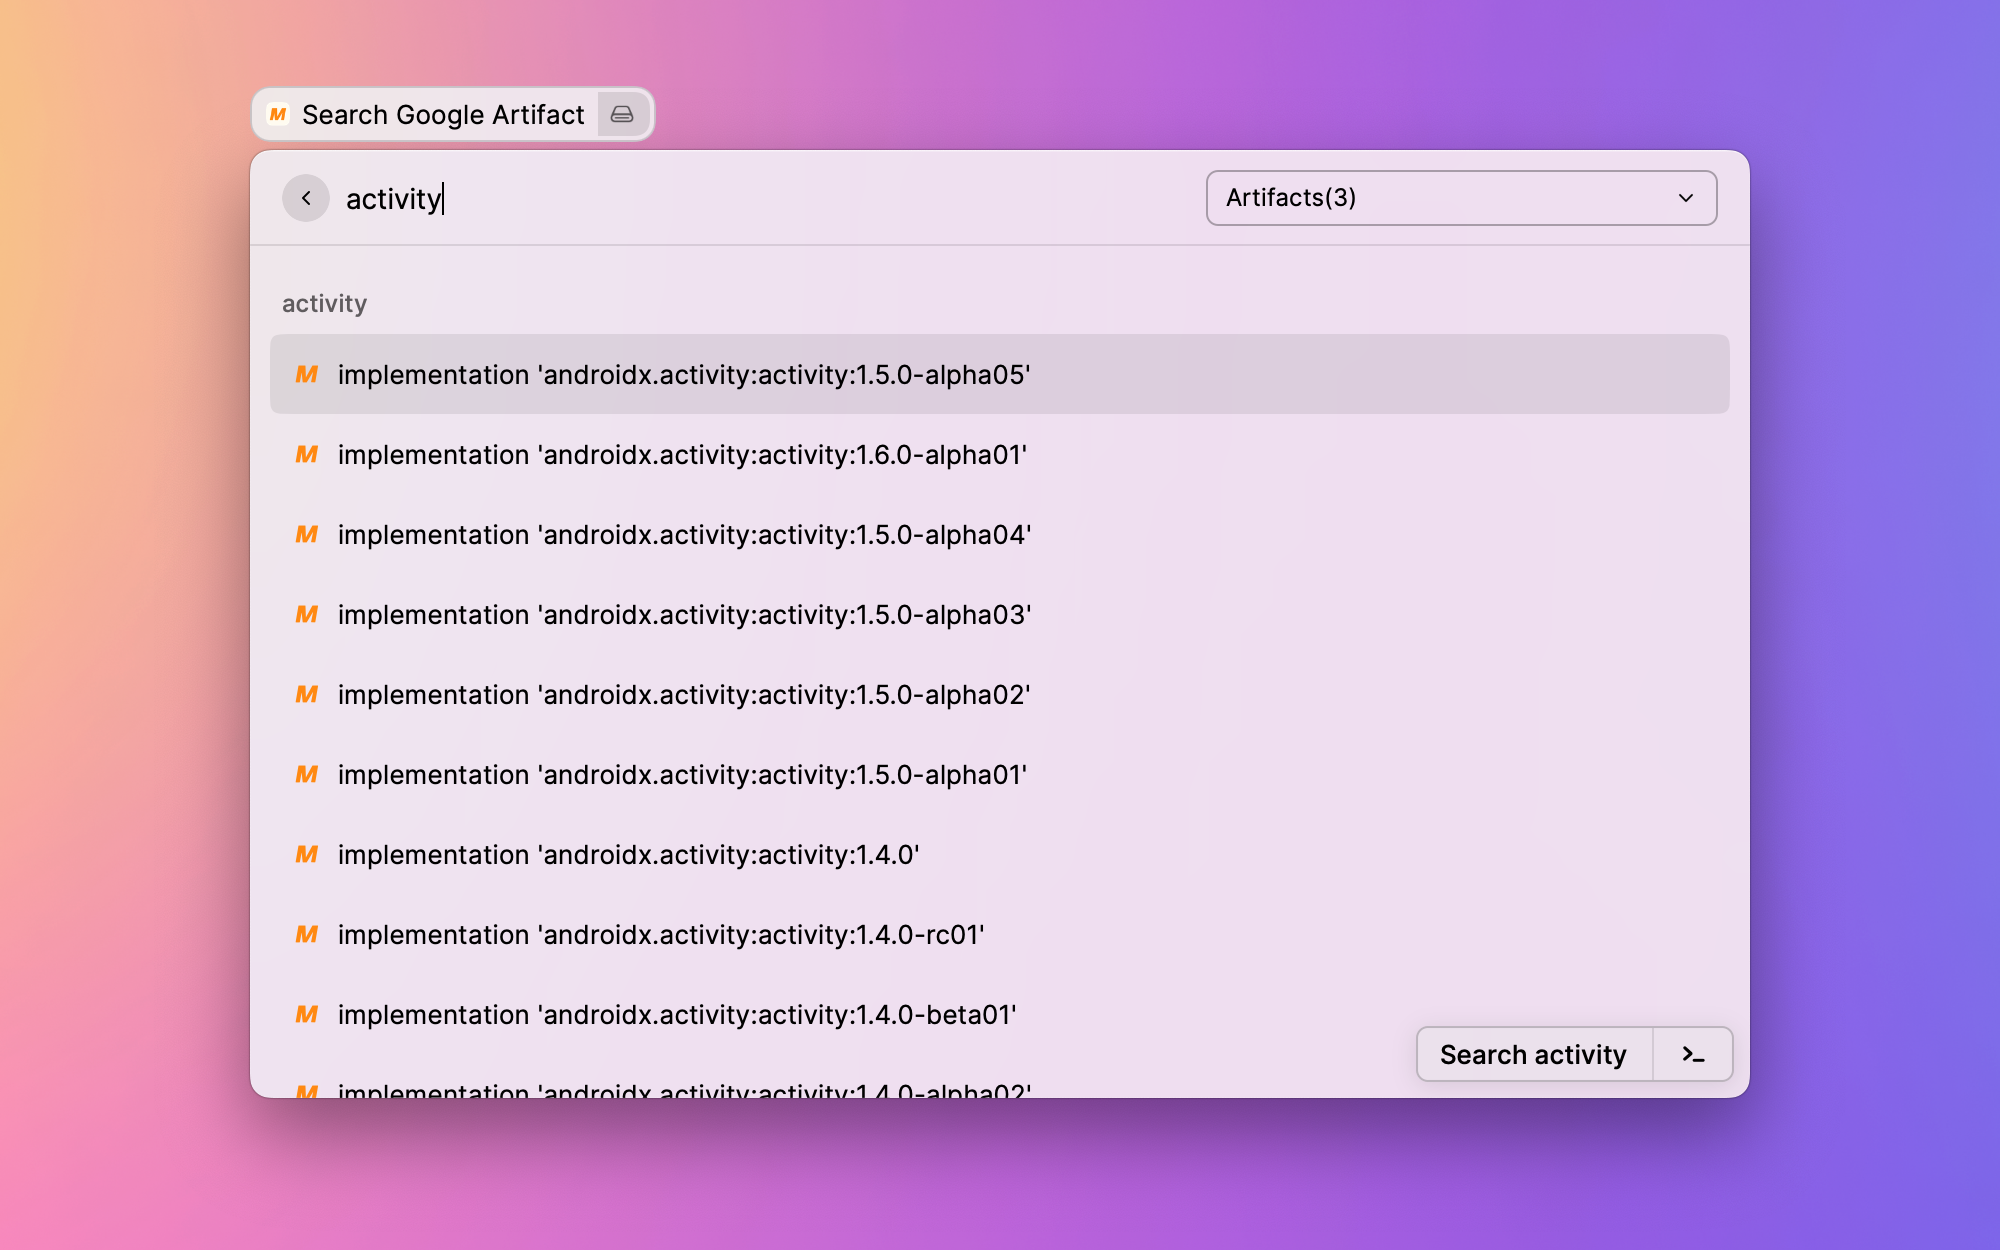 Search Google Artifact
activity
Artifacts(3)
activity
implementation 'androidx.activity:activity:1.5.0-alpha05'
implementation 'androidx.activity:activity:1.6.0-alpha01'
implementation 'androidx.activity:activity:1.5.0-alpha04'
implementation 'androidx.activity:activity:1.5.0-alpha03'
implementation 'androidx.activity:activity:1.5.0-alpha02'
implementation 'androidx.activity:activity:1.5.0-alpha01'
implementation 'androidx.activity:activity:1.4.0'
implementation 'androidx.activity:activity:1.4.0-rc01'
implementation 'androidx.activity:activity:1.4.0-beta01'
implementation 'androidx.activity:activity:1.4.0-alpha02'
Search activity